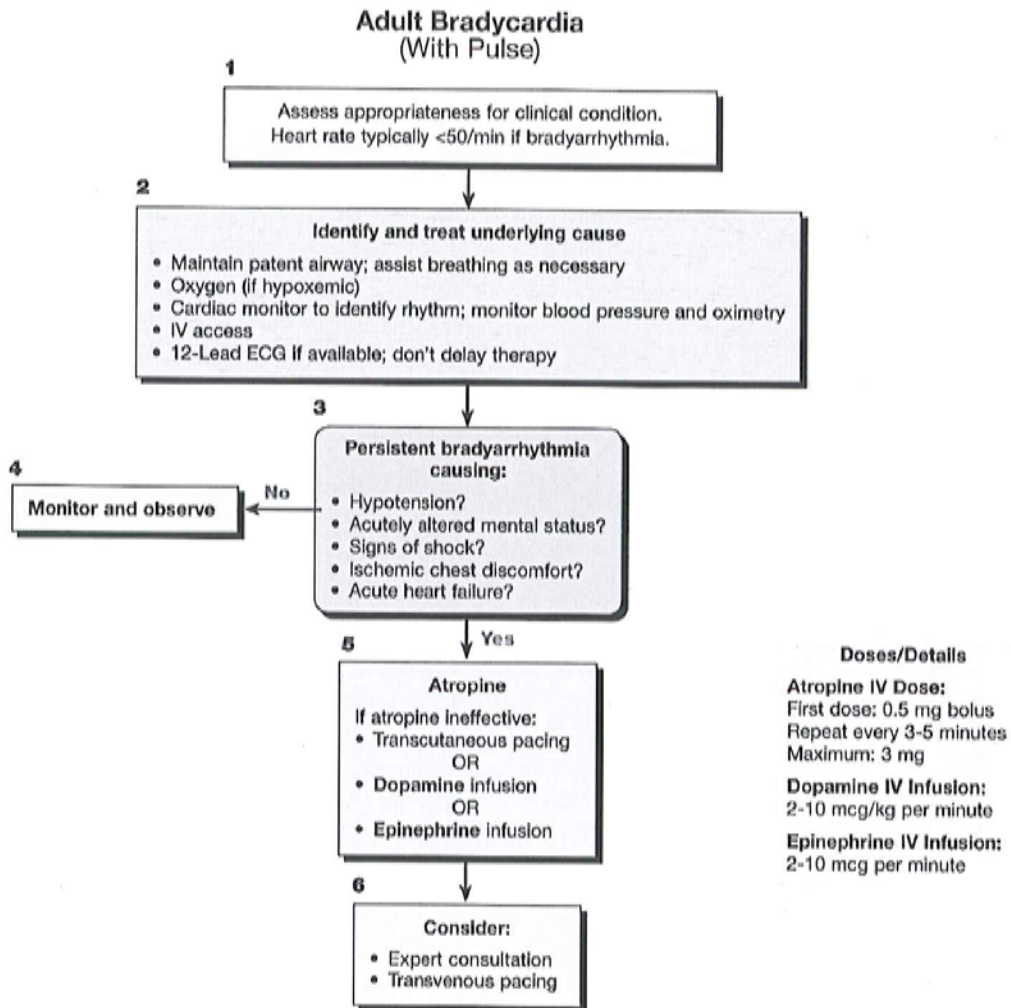 Adult Bradycardia
(With Pulse)
1
Assess appropriateness for clinical condition.
Heart rate typically <50/min if bradyarrhythmia.
2
Identify and treat underlying cause
• Maintain patent airway; assist breathing as necessary
• Oxygen (if hypoxemic)
• Cardiac monitor to identify rhythm; monitor blood pressure and oximetry
• IV access
• 12-Lead ECG if available; don't delay therapy
3
Persistent bradyarrhythmia
causing:
• Hypotension?
• Acutely altered mental status?
• Signs of shock?
• Ischemic chest discomfort?
• Acute heart failure?
4
No
Monitor and observe
Yes
5
Atropine
If atropine ineffective:
• Transcutaneous pacing
OR
• Dopamine infusion
OR
• Epinephrine infusion
6
Consider:
• Expert consultation
• Transvenous pacing
Doses/Details
Atropine IV Dose:
First dose: 0.5 mg bolus
Repeat every 3-5 minutes
Maximum: 3 mg
Dopamine IV Infusion:
2-10 mcg/kg per minute
Epinephrine IV Infusion:
2-10 mcg per minute